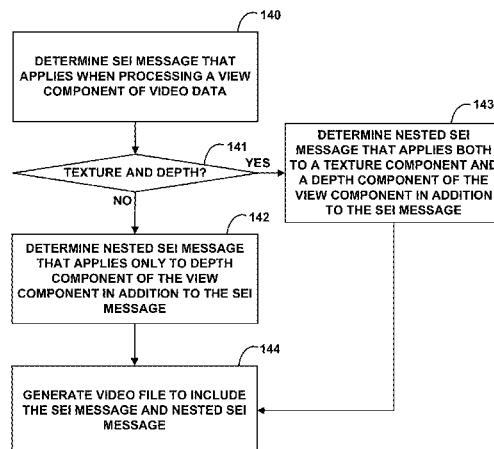 140
DETERMINE SEI MESSAGE THAT
APPLIES WHEN PROCESSING A VIEW
COMPONENT OF VIDEO DATA
141
TEXTURE AND DEPTH?
YES
NO
143
DETERMINE NESTED SEI
MESSAGE THAT APPLIES BOTH
TO A TEXTURE COMPONENT AND
A DEPTH COMPONENT OF THE
VIEW COMPONENT IN ADDITION
TO THE SEI MESSAGE
142
DETERMINE NESTED SEI MESSAGE
THAT APPLIES ONLY TO DEPTH
COMPONENT OF THE VIEW
COMPONENT IN ADDITION TO THE SEI
MESSAGE
144
GENERATE VIDEO FILE TO INCLUDE
THE SEI MESSAGE AND NESTED SEI
MESSAGE